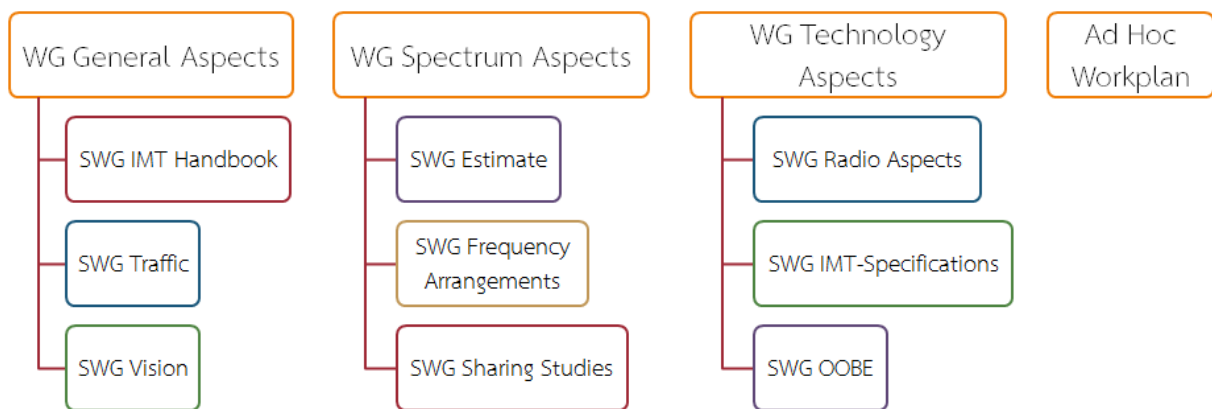 WG General Aspects
SWG IMT Handbook
SWG Traffic
SWG Vision
WG Spectrum Aspects
SWG Estimate
SWG Frequency
Arrangements
SWG Sharing Studies
WG Technology
Aspects
SWG Radio Aspects
SWG IMT-Specifications
SWG OOBE
Ad Hoc
Workplan